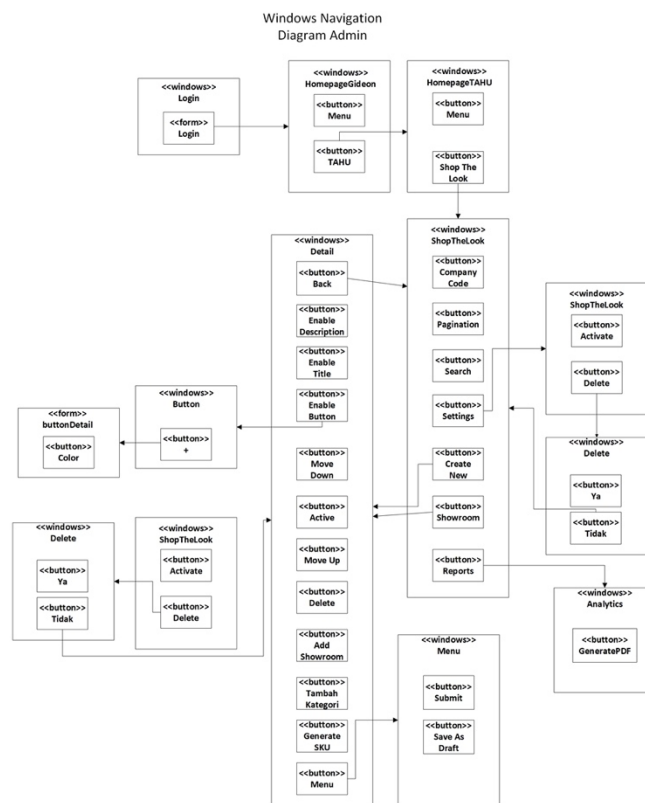 Windows Navigation
Diagram Admin
<<windows>>
Login
<<form>>
Login
<<windows>>
HomepageGideon
<<button>>
Menu
<<button>>
TAHU
<<windows>>
HomepageTAHU
<<button>>
Menu
<<button>>
Shop The
Look
<<windows>>
ShopTheLook
<<button>>
Company
Code
<<button>>
Pagination
<<button>>
Search
<<button>>
Settings
<<button>>
Create
New
<<button>>
Showroom
<<button>>
Reports
<<windows>>
Detail
<<button>>
Back
<<button>>
Enable
Description
<<button>>
Enable
Title
<<button>>
Enable
Button
<<button>>
Move
Down
<<button>>
Active
<<button>>
Move Up
<<button>>
Delete
<<button>>
Add
Showroom
<<button>>
Tambah
Kategori
<<button>>
Generate
SKU
<<button>>
Menu
<<windows>>
ShopTheLook
<<button>>
Activate
<<button>>
Delete
<<windows>>
Delete
<<button>>
Ya
<<button>>
Tidak
<<windows>>
Analytics
<<button>>
GeneratePDF
<<windows>>
Button
<<button>>
+
<<form>>
buttonDetail
<<button>>
Color
<<windows>>
Delete
<<button>>
Ya
<<button>>
Tidak
<<windows>>
ShopTheLook
<<button>>
Activate
<<button>>
Delete
<<windows>>
Menu
<<button>>
Submit
<<button>>
Save As
Draft